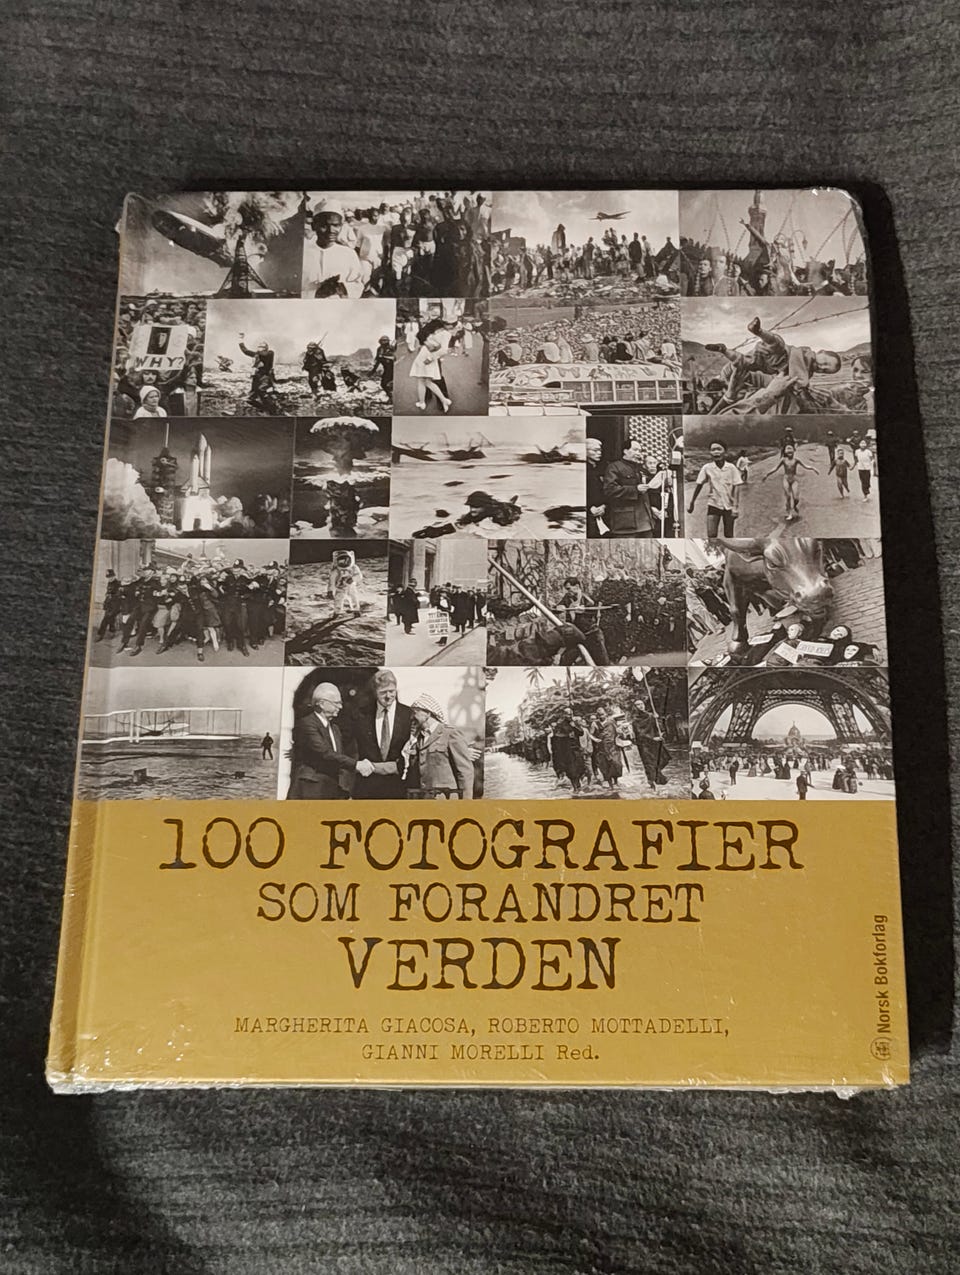 WHY?
100 FOTOGRAFIER
SOM FORANDRET
VERDEN
MARGHERITA GIACOSA, ROBERTO MOTTADELLI,
GIANNI MORELLI Red.
Norsk Bokforlag